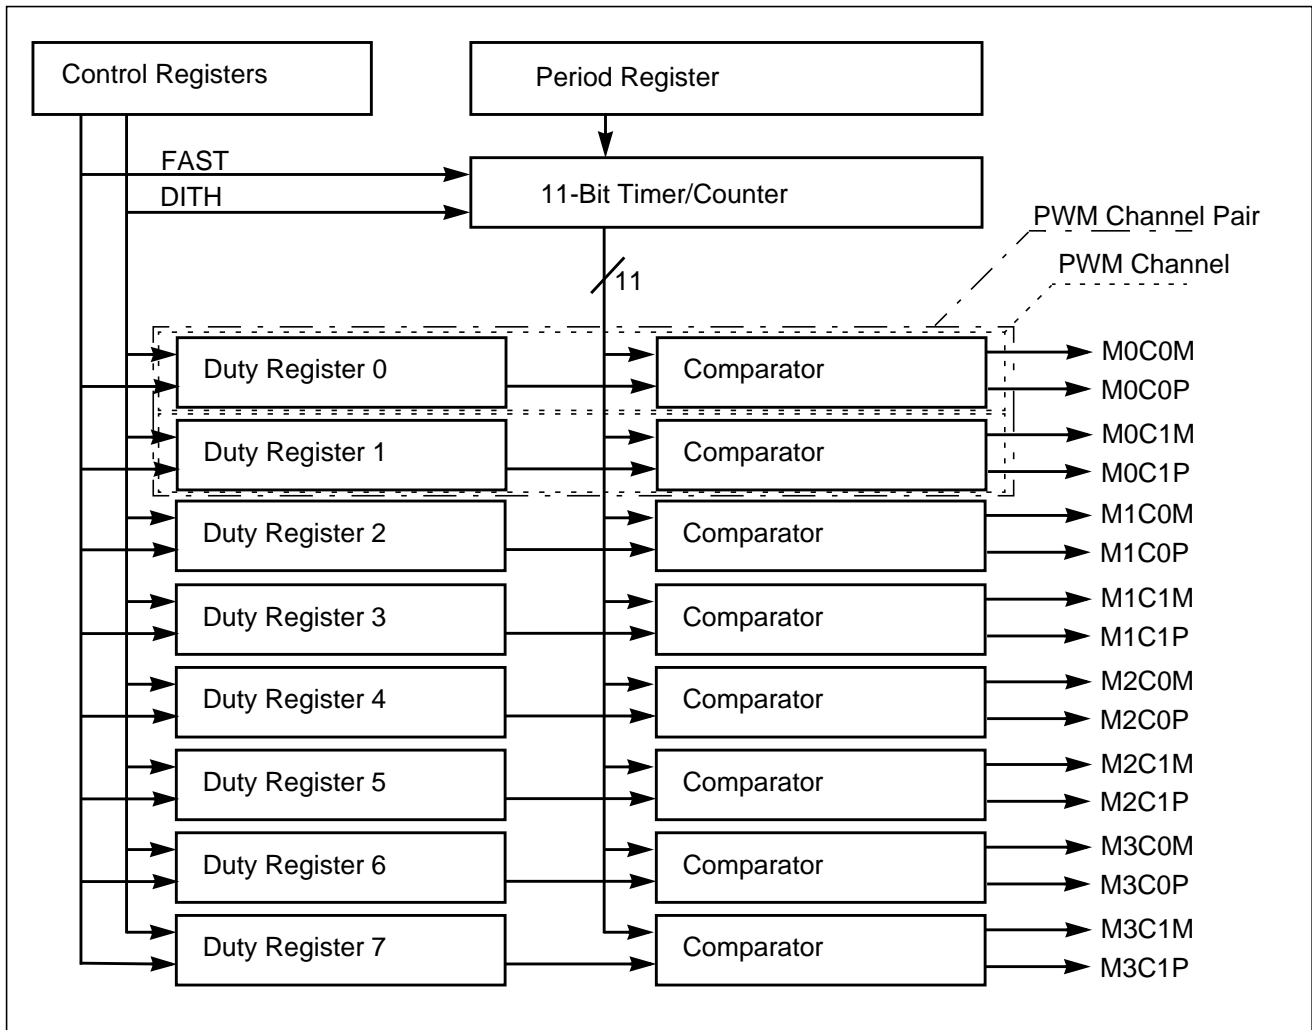 Control Registers
Period Register
FAST
DITH
11-Bit Timer/Counter
PWM Channel Pair
PWM Channel
11
Duty Register 0
Comparator
M0C0M
M0C0P
Duty Register 1
Comparator
M0C1M
M0C1P
Duty Register 2
Comparator
M1C0M
M1C0P
Duty Register 3
Comparator
M1C1M
M1C1P
Duty Register 4
Comparator
M2C0M
M2C0P
Duty Register 5
Comparator
M2C1M
M2C1P
Duty Register 6
Comparator
M3C0M
M3C0P
Duty Register 7
Comparator
M3C1M
M3C1P